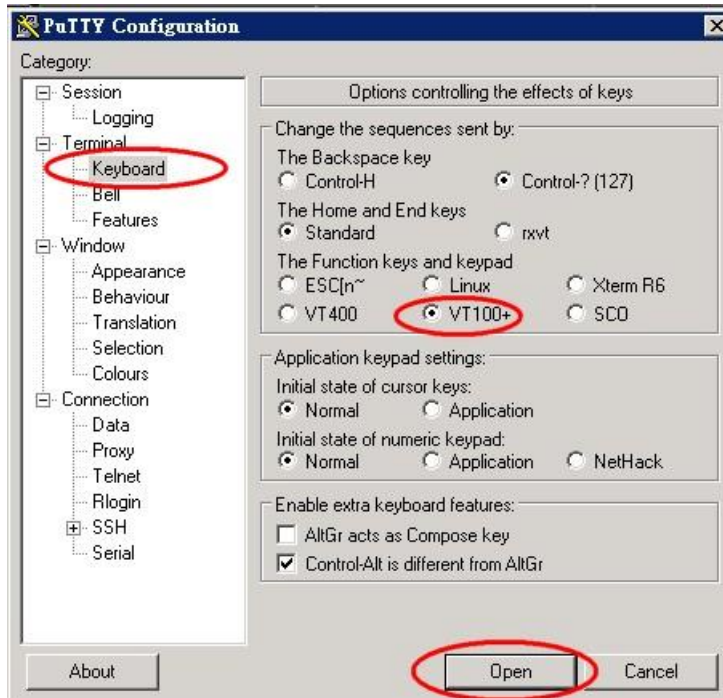 PuTTY Configuration
Category:
Session
Logging
Terminal
Keyboard
Bell
Features
Window
Appearance
Behaviour
Translation
Selection
Colours
Connection
Data
Proxy
Telnet
Rlogin
SSH
Serial
Options controlling the effects of keys
Change the sequences sent by:
The Backspace key
Control-H Control-? (127)
The Home and End keys
Standard rxvt
The Function keys and keypad
ESC[n~ Linux Xterm R6
VT400 VT100+ SCO
Application keypad settings:
Initial state of cursor keys:
Normal Application
Initial state of numeric keypad:
Normal Application NetHack
Enable extra keyboard features:
AltGr acts as Compose key
Control-Alt is different from AltGr
About Open Cancel